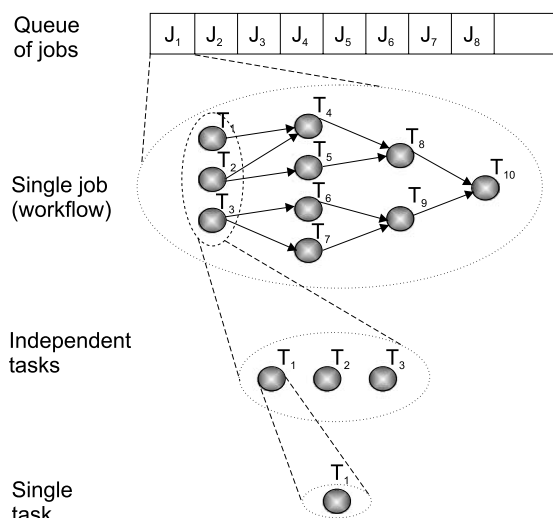 Queue
of jobs
J1 J2 J3 J4 J5 J6 J7 J8
Single job
(workflow)
T1 T4
T2 T5 T8
T3 T6 T9 T10
T7
Independent
tasks
T1 T2 T3
Single
task
T1